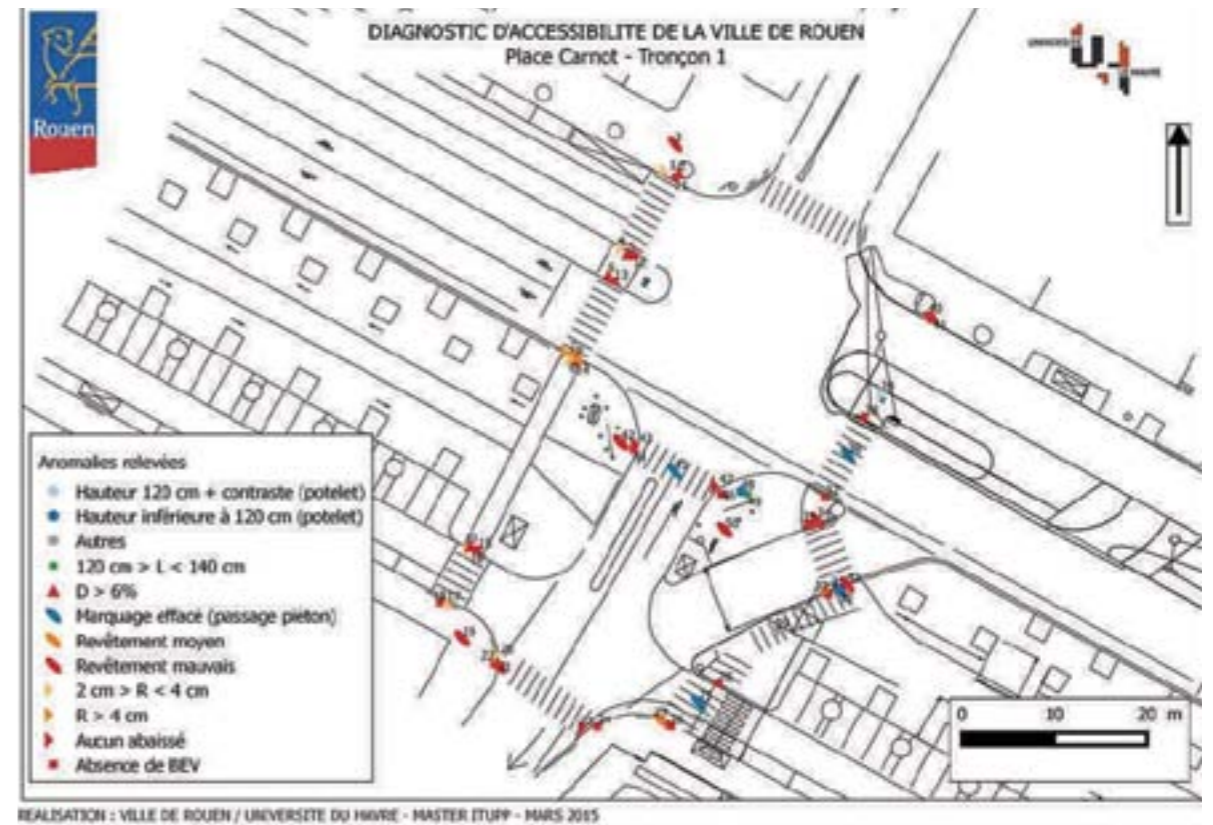 DIAGNOSTIC D'ACCESSIBILITE DE LA VILLE DE ROUEN
Place Carnot - Tronçon 1
Rouen
Anomalies relevées
Hauteur 120 cm + contraste (potelet)
Hauteur inférieure à 120 cm (potelet)
Autres
120 cm > L < 140 cm
D > 6%
Marquage effacé (passage piéton)
Revêtement moyen
Revêtement mauvais
2 cm > R < 4 cm
R > 4 cm
Aucun abaissé
Absence de BEV
0 10 20 m
REALISATION : VILLE DE ROUEN / UNIVERSITE DU HAVRE - MASTER ITUPP - MARS 2015